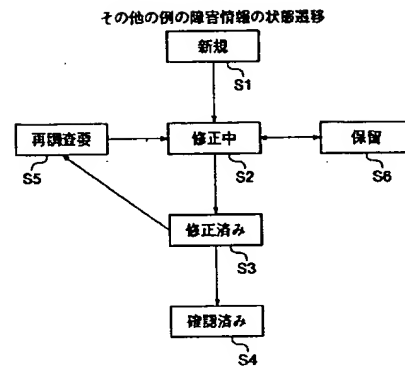 その他の例の障害情報の状態遷移
新規
S1
再調査要
修正中
保留
S5
S2
S6
修正済み
S3
確認済み
S4